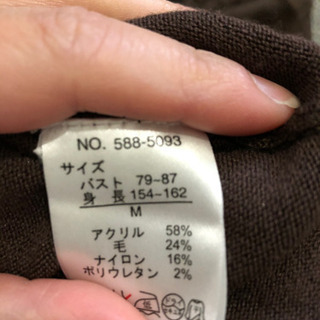 NO. 588-5093
サイズ
バスト 79~87
身 長 154~162
M
アクリル 58%
毛 24%
ナイロン 16%
ポリウレタン 2%